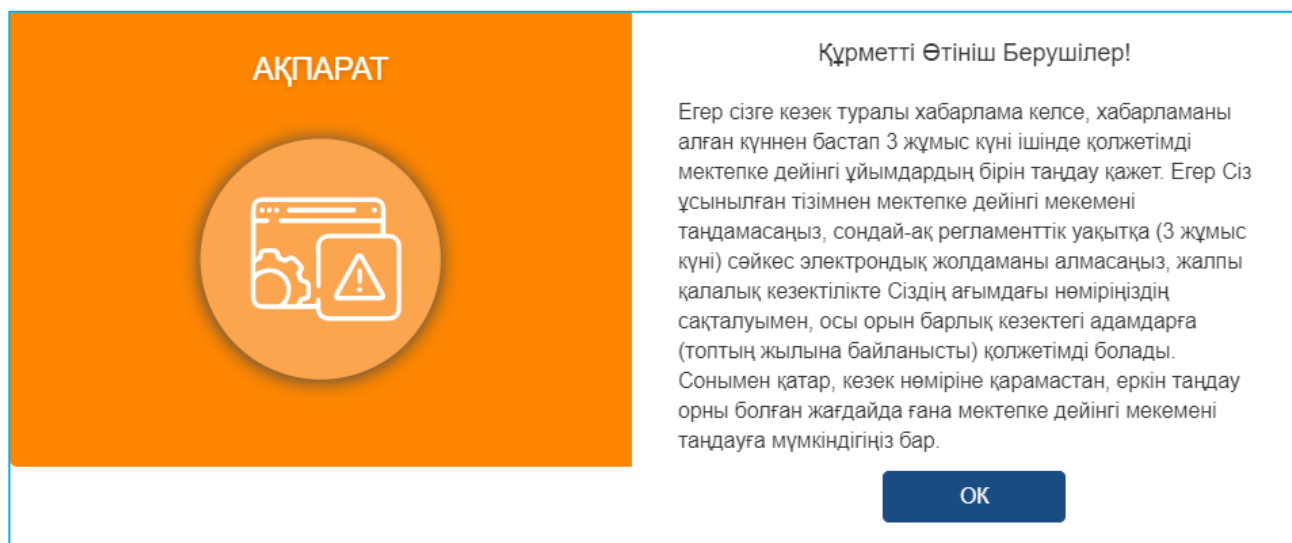 АҚПАРАТ
Құрметті Өтініш Берушілер!
Егер сізге кезек туралы хабарлама келсе, хабарламаны
алған күннен бастап 3 жұмыс күні ішінде қолжетімді
мектепке дейінгі ұйымдардың бірін таңдау қажет. Егер Сіз
ұсынылған тізімнен мектепке дейінгі мекемені
таңдамасаңыз, сондай-ақ регламенттік уақытқа (3 жұмыс
күні) сәйкес электрондық жолдаманы алмасаңыз, жалпы
қалалық кезектілікте Сіздің ағымдағы нөміріңіздің
сақталуымен, осы орын барлық кезектегі адамдарға
(топтың жылына байланысты) қолжетімді болады.
Сонымен қатар, кезек нөміріне қарамастан, еркін таңдау
орны болған жағдайда ғана мектепке дейінгі мекемені
таңдауға мүмкіндігіңіз бар.
ОК